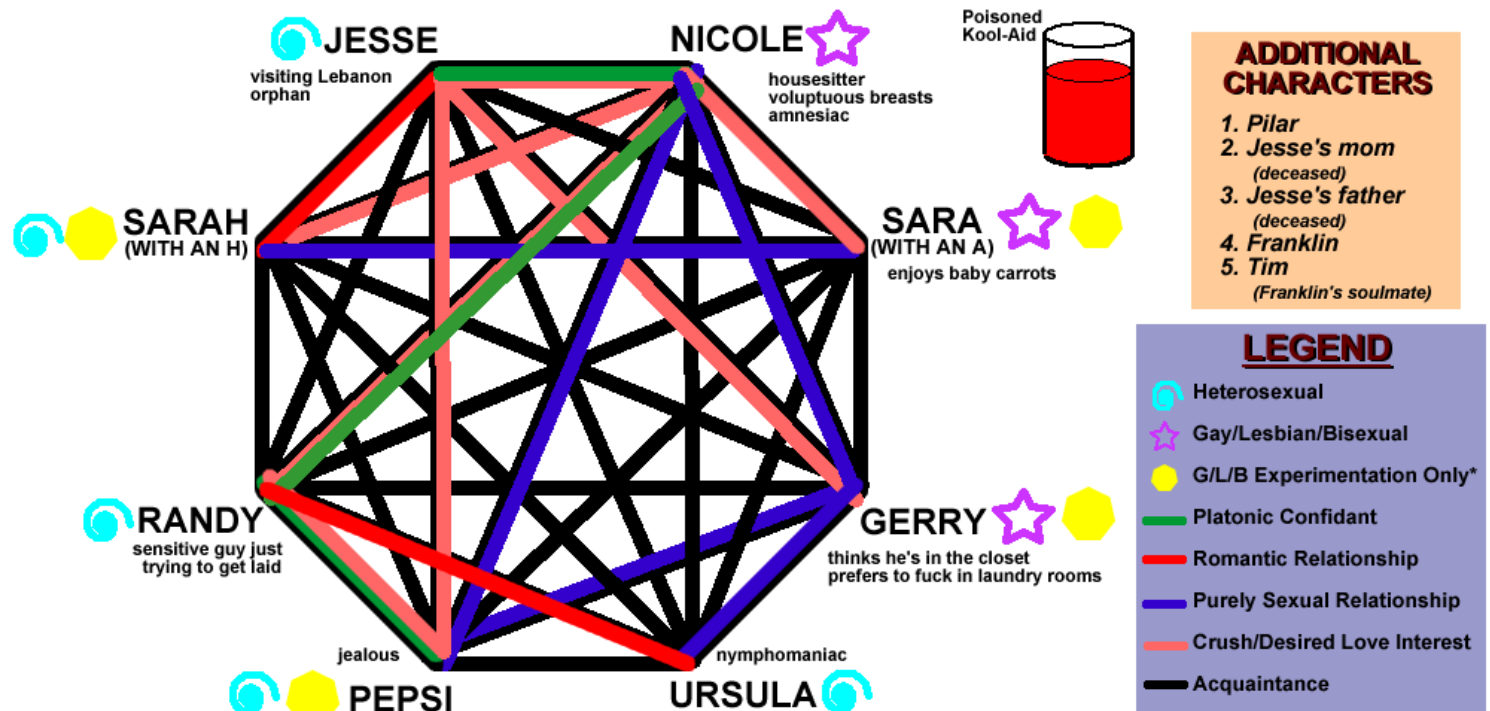 JESSE
visiting Lebanon
orphan
NICOLE
housesitter
voluptuous breasts
amnesiac
Poisoned
Kool-Aid
ADDITIONAL
CHARACTERS
1. Pilar
2. Jesse's mom
(deceased)
3. Jesse's father
(deceased)
4. Franklin
5. Tim
(Franklin's soulmate)
SARAH
(WITH AN H)
SARA
(WITH AN A)
enjoys baby carrots
RANDY
sensitive guy just
trying to get laid
GERRY
thinks he's in the closet
prefers to fuck in laundry rooms
jealous
PEPSI
nymphomaniac
URSULA
LEGEND
Heterosexual
Gay/Lesbian/Bisexual
G/L/B Experimentation Only*
Platonic Confidant
Romantic Relationship
Purely Sexual Relationship
Crush/Desired Love Interest
Acquaintance